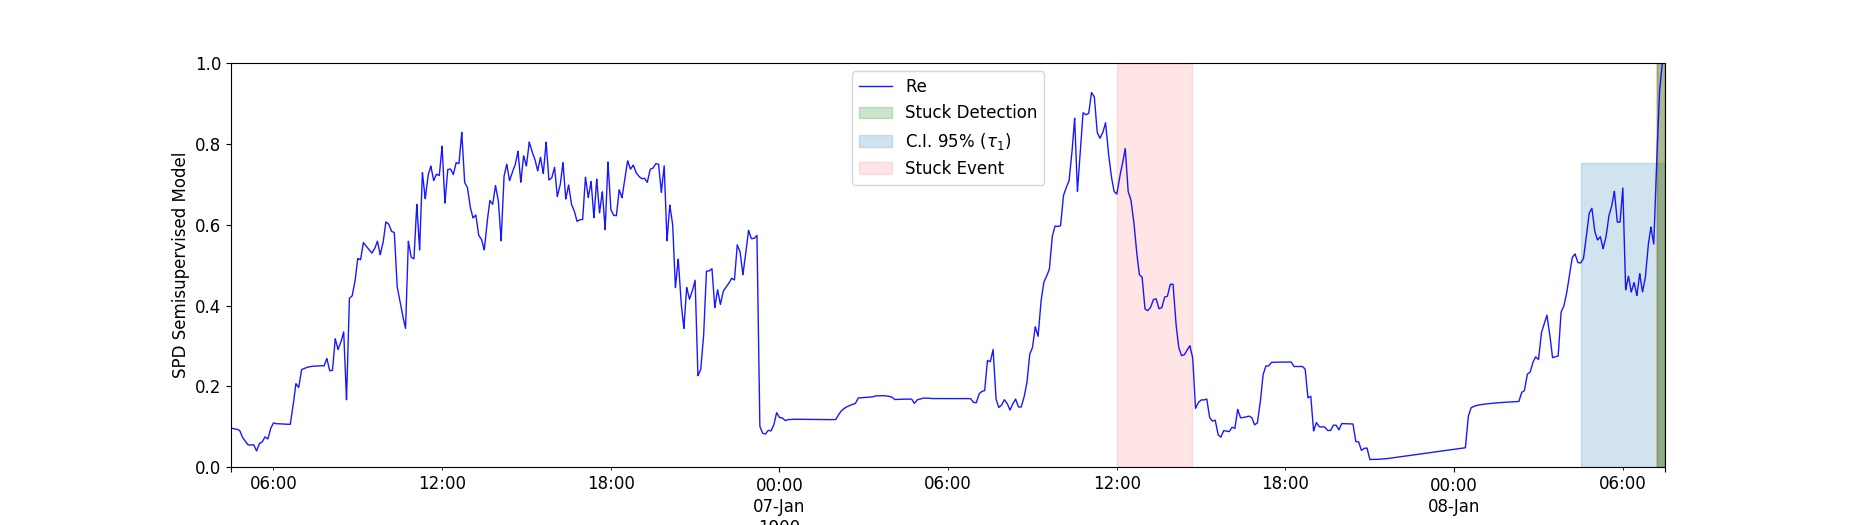 1.0
0.8
0.6
0.4
0.2
0.0
SPD Semisupervised Model
Re
Stuck Detection
C.I. 95% (τ₁)
Stuck Event
06:00
12:00
18:00
00:00
07-Jan
1900
06:00
12:00
18:00
00:00
08-Jan
06:00